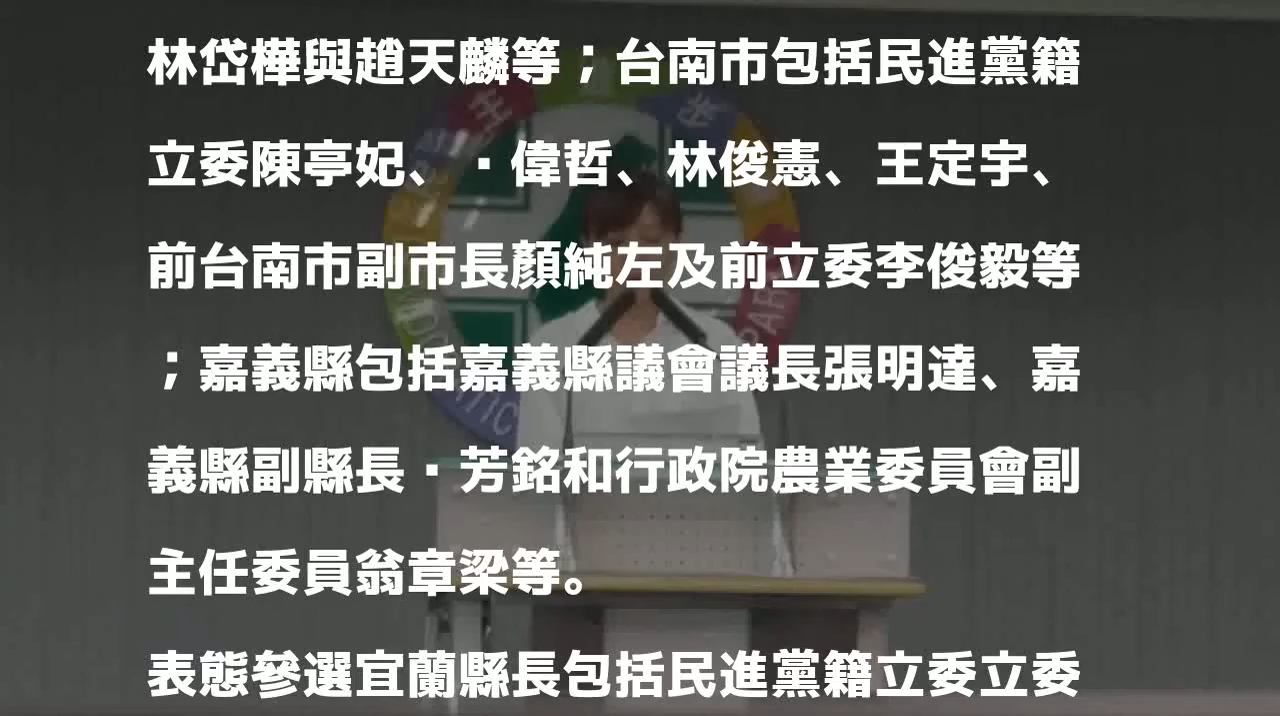 林岱樺與趙天麟等；台南市包括民進黨籍
立委陳亭妃、·偉哲、林俊憲、王定宇、
前台南市副市長顏純左及前立委李俊毅等
；嘉義縣包括嘉義縣議會議長張明達、嘉
義縣副縣長·芳銘和行政院農業委員會副
主任委員翁章梁等。
表態參選宜蘭縣長包括民進黨籍立委立委